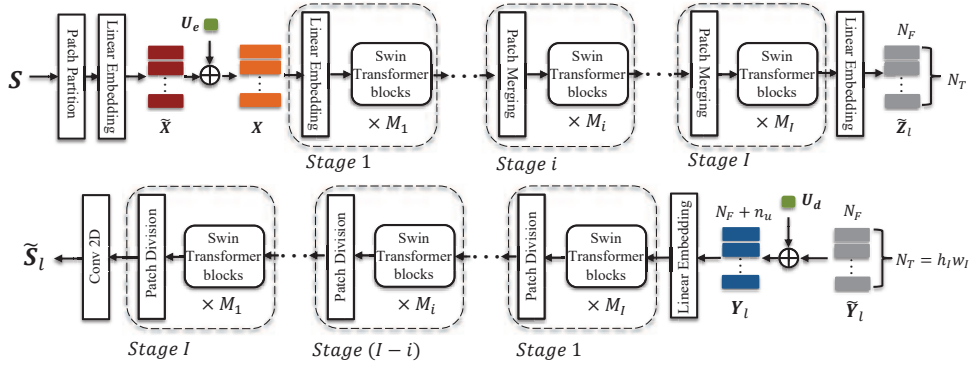 U_e
S
Patch Partition
Linear Embedding
X̃
X
Linear Embedding
Swin
Transformer
blocks
× M_1
Stage 1
Patch Merging
Swin
Transformer
blocks
× M_i
Stage i
Patch Merging
Swin
Transformer
blocks
× M_I
Stage I
Linear Embedding
N_F
N_T
Z̃_l
S̃_l
Conv 2D
Patch Division
Swin
Transformer
blocks
× M_1
Stage I
Patch Division
Swin
Transformer
blocks
× M_i
Stage (I − i)
Patch Division
Swin
Transformer
blocks
× M_I
Stage 1
Linear Embedding
N_F + n_u
Y_l
U_d
N_F
N_T = h_I w_I
Ỹ_l